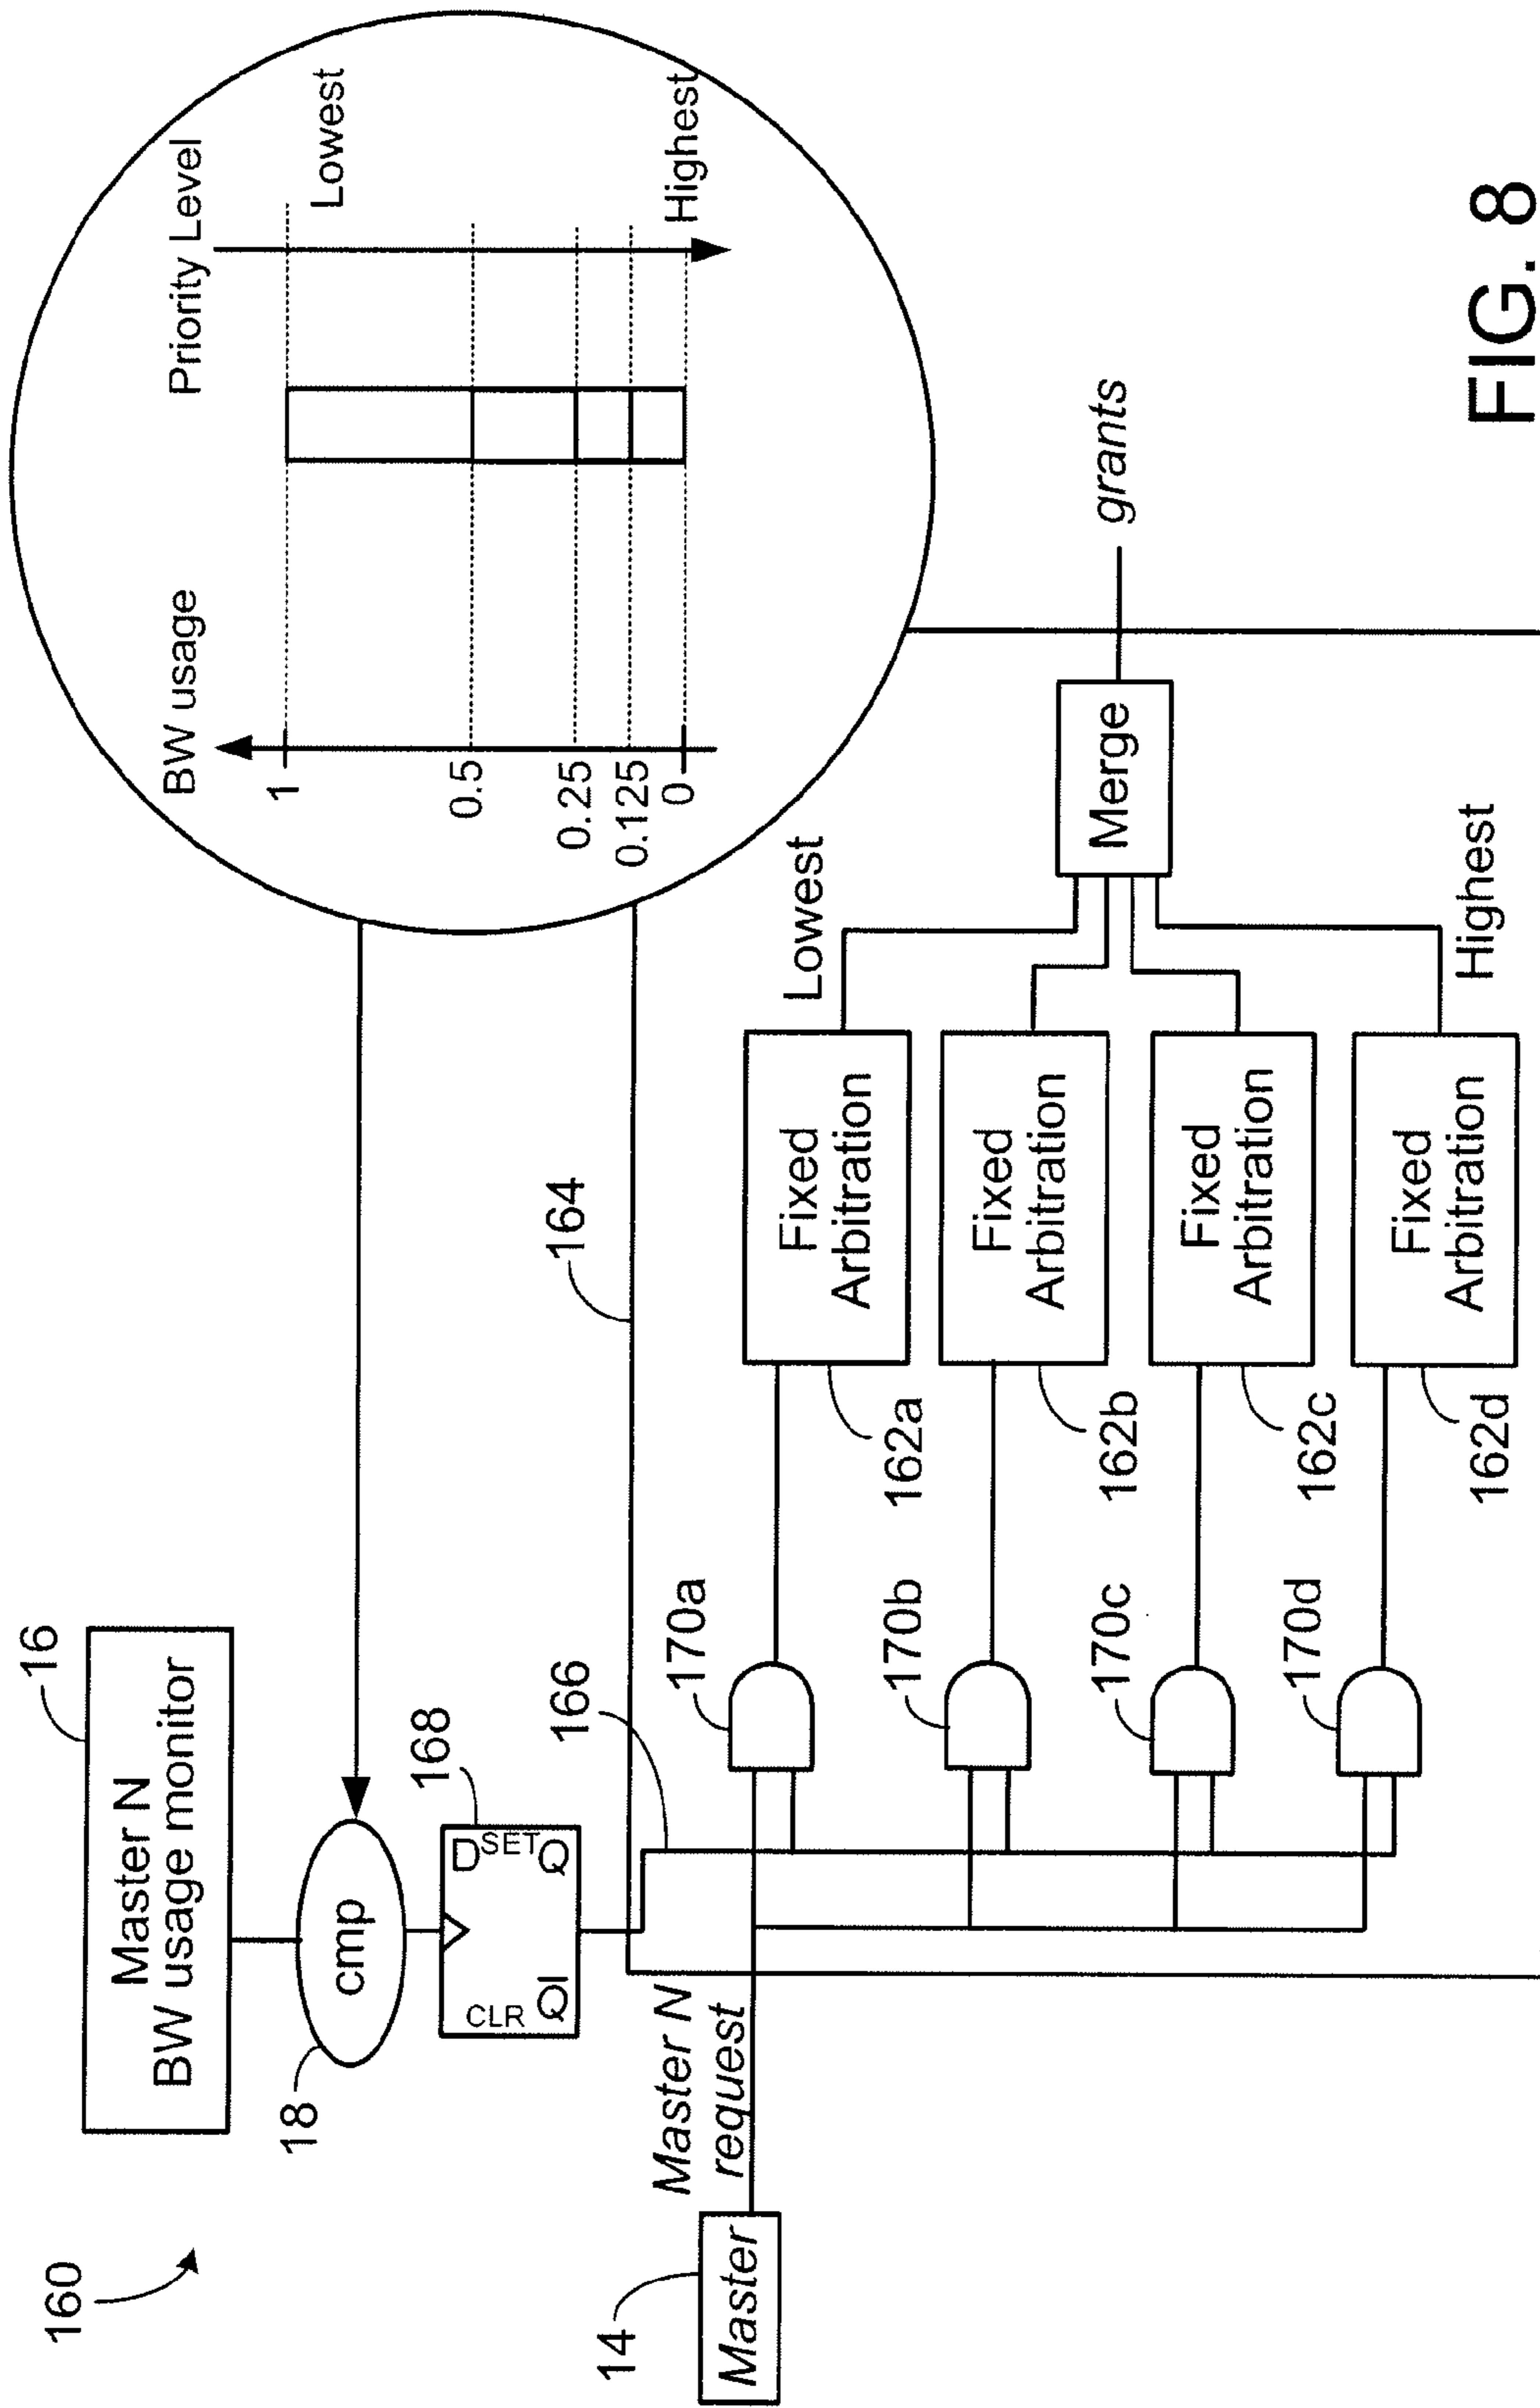 160
Master N
BW usage monitor
16
18
cmp
168
D SET Q
CLR Q
BW usage
Priority Level
1
0.5
0.25
0.125
0
Lowest
Highest
14
Master
Master N
request
166
164
170a
170b
170c
170d
162a
162b
162c
162d
Fixed
Arbitration
Fixed
Arbitration
Fixed
Arbitration
Fixed
Arbitration
Lowest
Highest
Merge
grants
FIG. 8